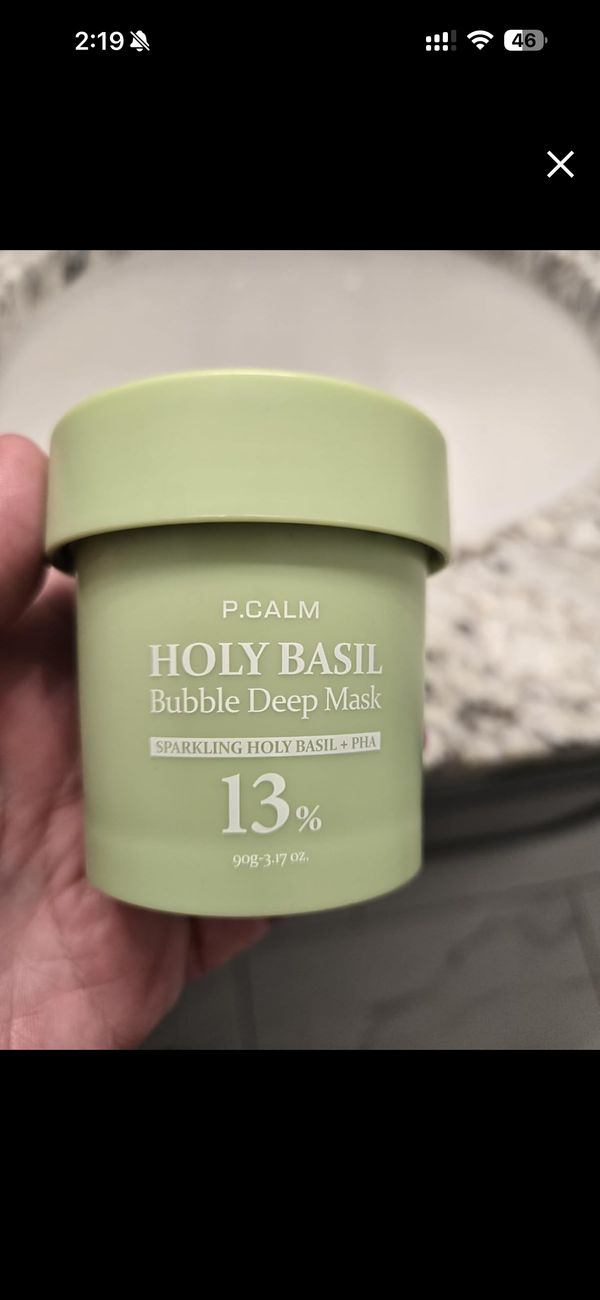 2:19
46
P.CALM
HOLY BASIL
Bubble Deep Mask
SPARKLING HOLY BASIL + PHA
13%
90g-3.17 oz.